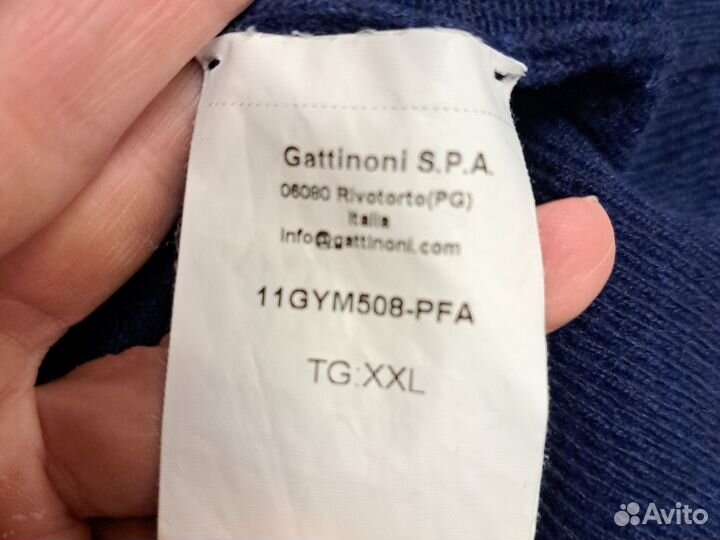 Gattinoni S.P.A.
06080 Rivotorto(PG)
Italia
Info@gattinoni.com
11GYM508-PFA
TG:XXL
Avito